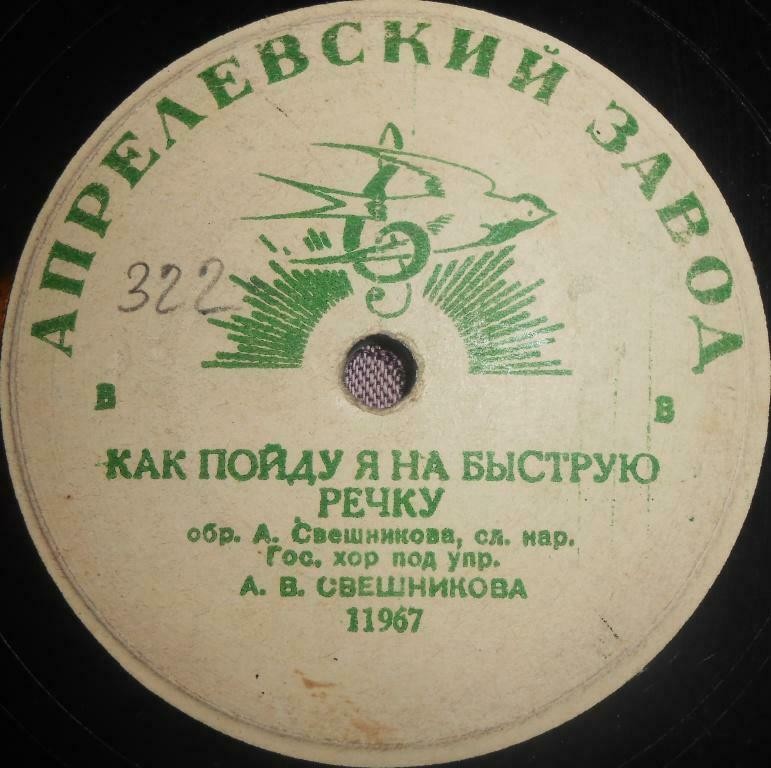 АПРЕЛЕВСКИЙ ЗАВОД
322
В В
КАК ПОЙДУ Я НА БЫСТРУЮ
РЕЧКУ
обр. А. Свешникова, сл. нар.
Гос. хор под упр.
А. В. СВЕШНИКОВА
11967